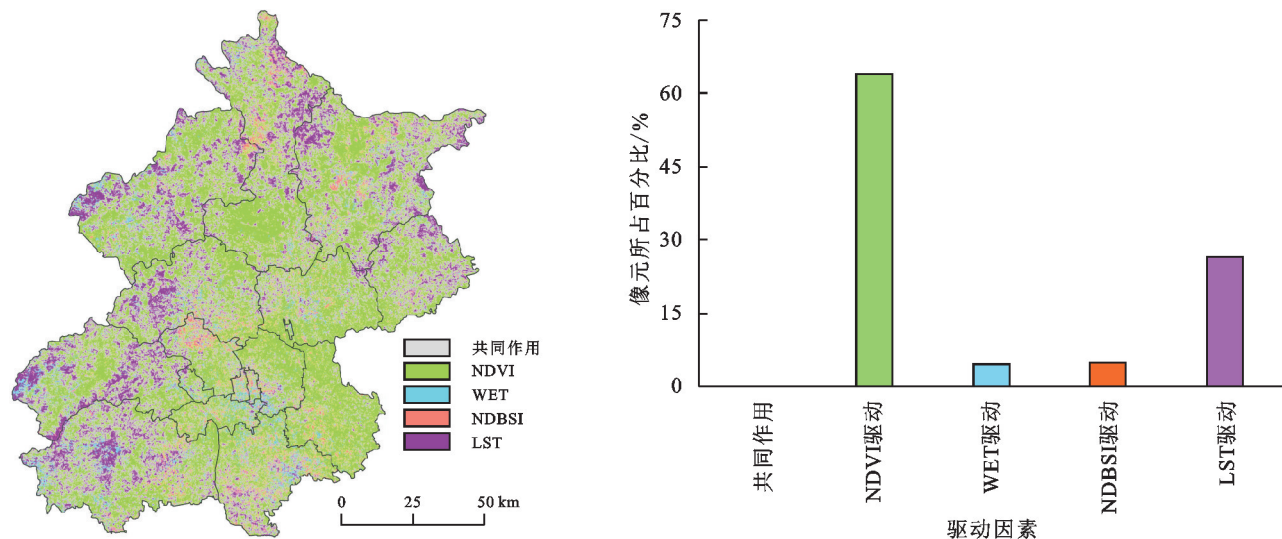 共同作用
NDVI
WET
NDBSI
LST
0 25 50 km
75
60
45
30
15
0
像元所占百分比/%
共同作用
NDVI驱动
WET驱动
NDBSI驱动
LST驱动
驱动因素